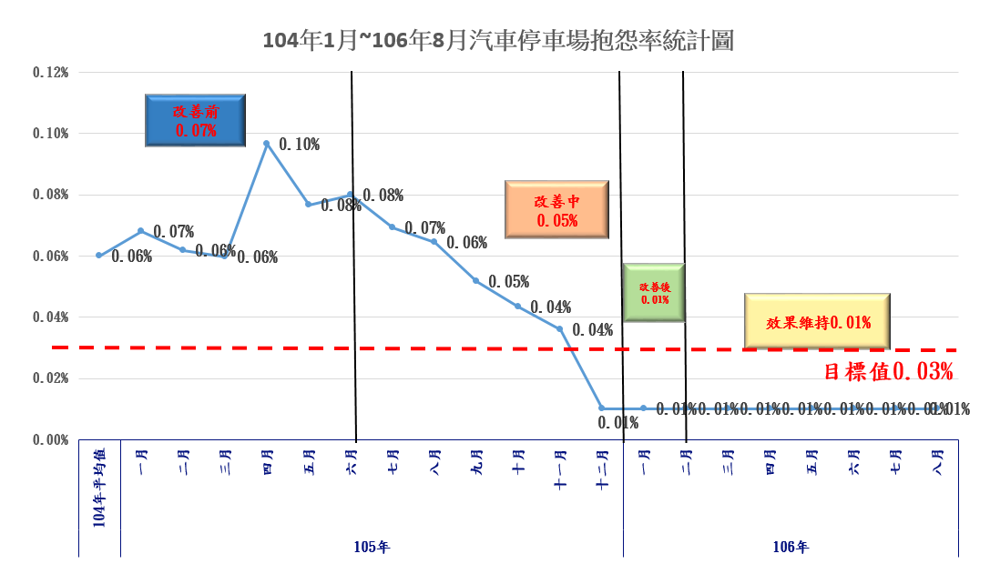 104年1月~106年8月汽車停車場抱怨率統計圖
0.12%
0.10%
0.08%
0.06%
0.04%
0.02%
0.00%
改善前
0.07%
改善中
0.05%
改善後
0.01%
效果維持0.01%
目標值0.03%
0.06%
0.07%
0.06%
0.06%
0.10%
0.08%
0.08%
0.07%
0.06%
0.05%
0.04%
0.04%
0.01%
0.01%
0.01%
0.01%
0.01%
0.01%
0.01%
0.01%
104年平均值
一月
二月
三月
四月
五月
六月
七月
八月
九月
十月
十一月
十二月
一月
二月
三月
四月
五月
六月
七月
八月
105年
106年